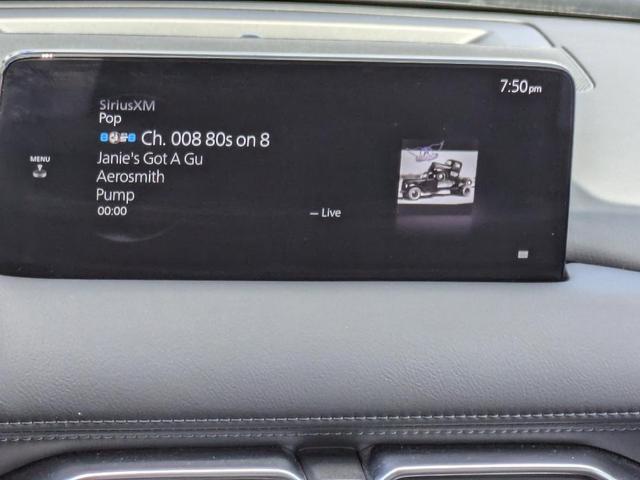 7:50pm
SiriusXM
Pop
Ch. 008 80s on 8
MENU
Janie's Got A Gu
Aerosmith
Pump
00:00
Live